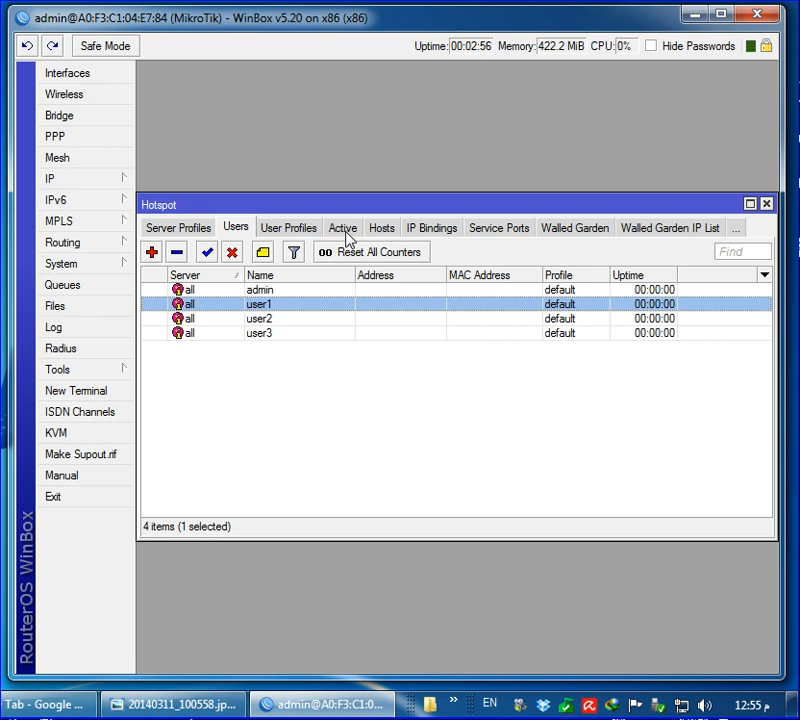 admin@A0:F3:C1:04:E7:84 (MikroTik) - WinBox v5.20 on x86 (x86)
Safe Mode
Uptime: 00:02:56 Memory: 422.2 MiB CPU: 0% Hide Passwords
Interfaces
Wireless
Bridge
PPP
Mesh
IP
IPv6
MPLS
Routing
System
Queues
Files
Log
Radius
Tools
New Terminal
ISDN Channels
KVM
Make Supout.rif
Manual
Exit
RouterOS WinBox
Hotspot
Server Profiles Users User Profiles Active Hosts IP Bindings Service Ports Walled Garden Walled Garden IP List ...
00 Reset All Counters Find
Server / Name Address MAC Address Profile Uptime
all admin default 00:00:00
all user1 default 00:00:00
all user2 default 00:00:00
all user3 default 00:00:00
4 items (1 selected)
Tab - Google ... 20140311_100558.jp... admin@A0:F3:C1:0... » EN 12:55 م